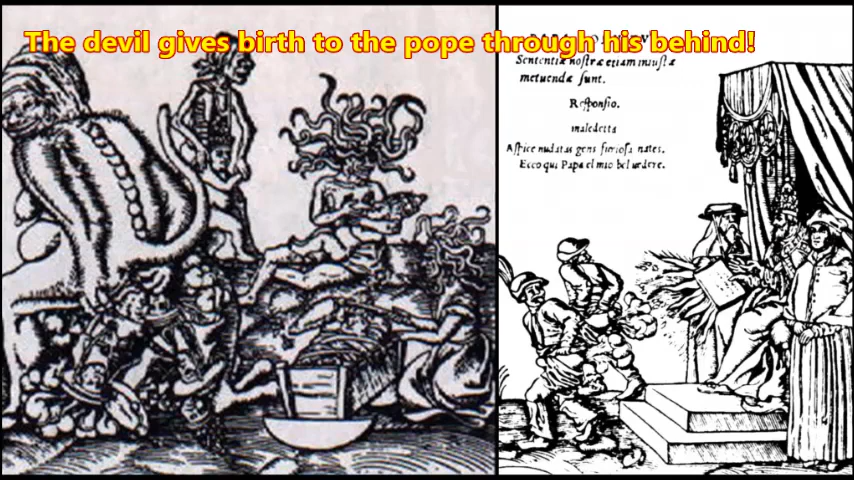 The devil gives birth to the pope through his behind!
Sententiæ nostræ etiam iniustæ
metuendæ sunt.
Responsio.
maledetta
Aspice nudatas gens furiosa nates.
Ecco qui Papa el mio bel uedere.